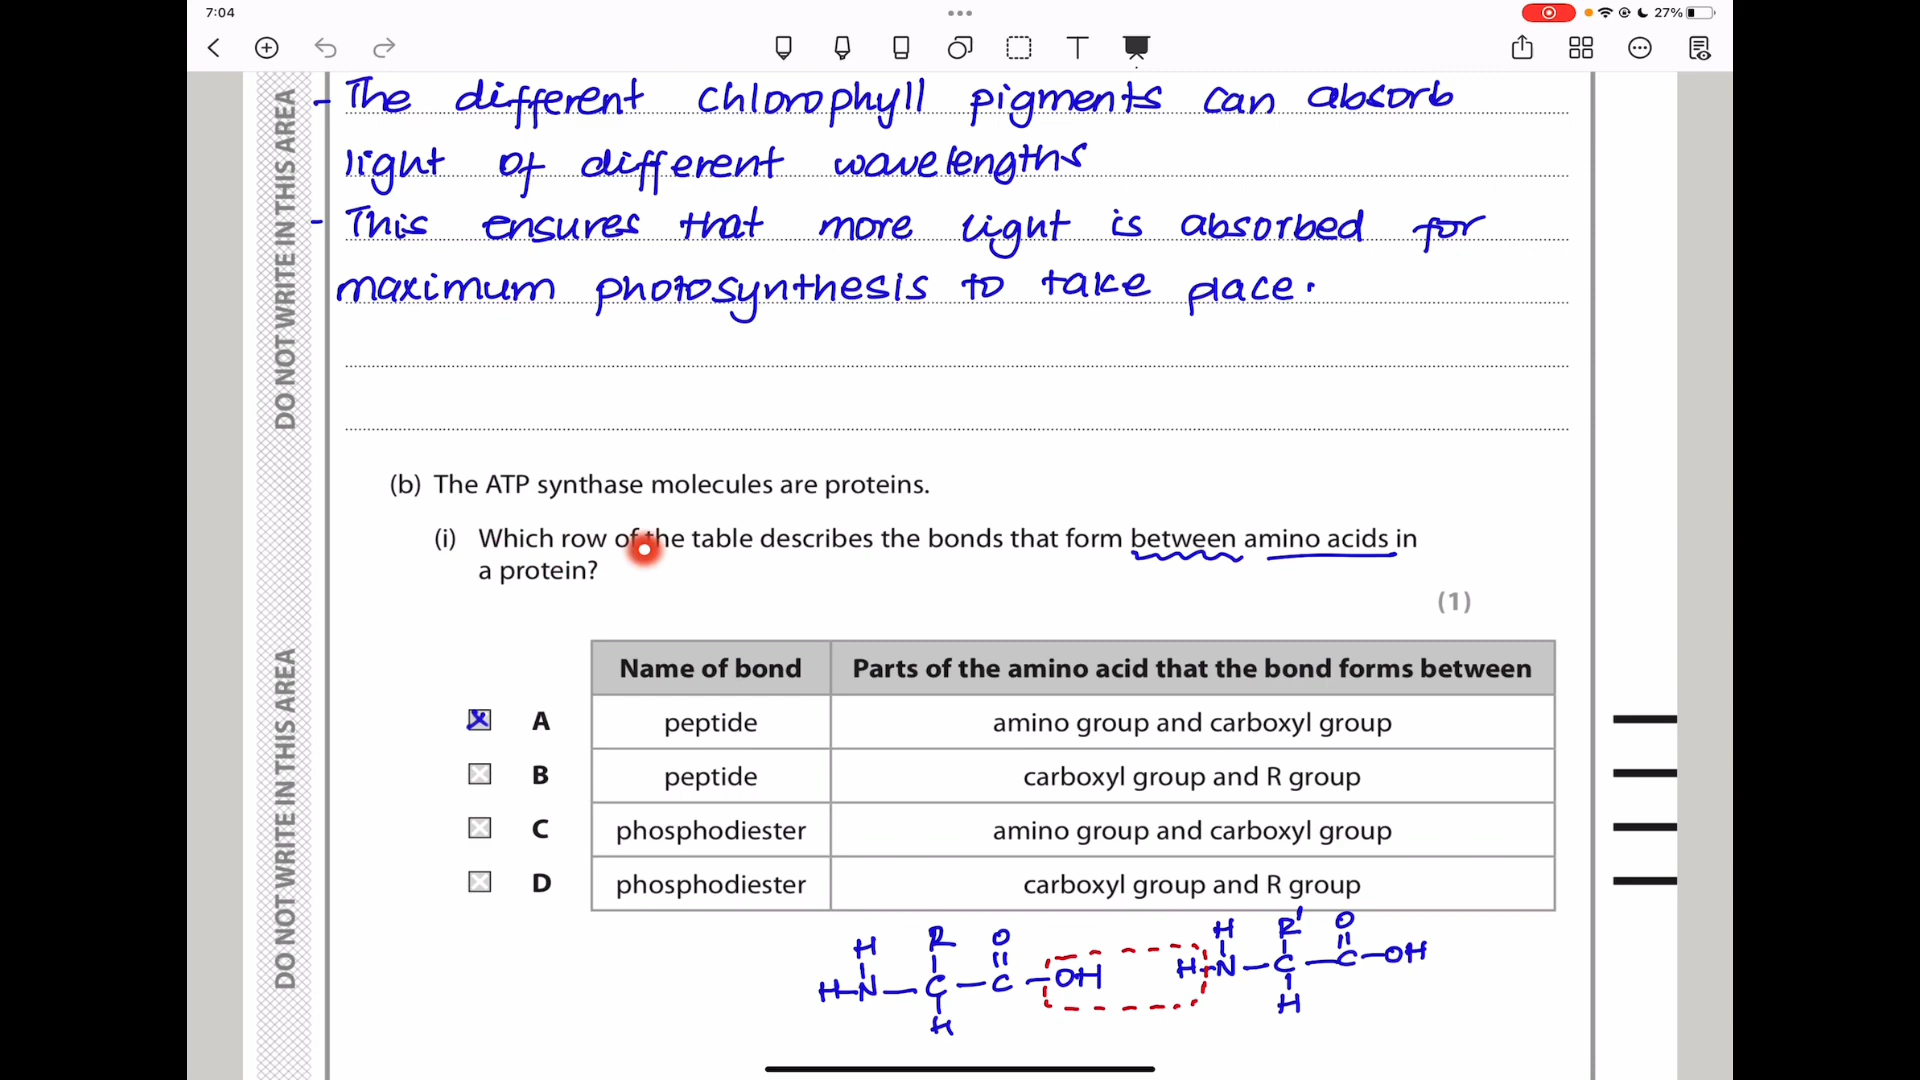 7:04
27%
- The different chlorophyll pigments can absorb
light of different wavelengths
- This ensures that more light is absorbed for
maximum photosynthesis to take place.
DO NOT WRITE IN THIS AREA
(b) The ATP synthase molecules are proteins.
(i) Which row of the table describes the bonds that form between amino acids in
a protein?
(1)
Name of bond Parts of the amino acid that the bond forms between
A peptide amino group and carboxyl group
B peptide carboxyl group and R group
C phosphodiester amino group and carboxyl group
D phosphodiester carboxyl group and R group
DO NOT WRITE IN THIS AREA
H R O H R' O
H-N-C-C-OH H-N-C-C-OH
H H